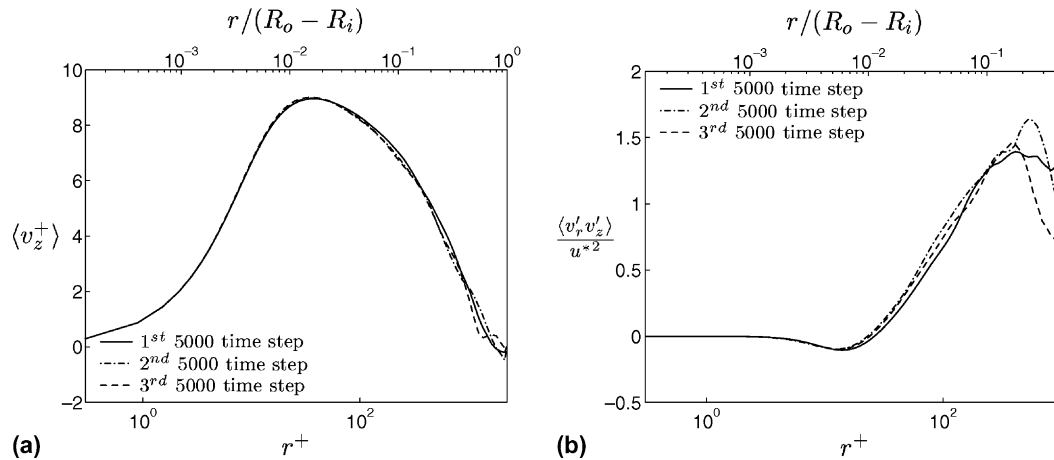 r/(R_o − R_i)
10^{-3} 10^{-2} 10^{-1} 10^0
10
8
6
4
2
0
−2
⟨v_z^+⟩
1^{st} 5000 time step
2^{nd} 5000 time step
3^{rd} 5000 time step
10^0 10^2
r^+
(a)
r/(R_o − R_i)
10^{-3} 10^{-2} 10^{-1}
2
1.5
1
0.5
0
−0.5
1^{st} 5000 time step
2^{nd} 5000 time step
3^{rd} 5000 time step
⟨v′_r v′_z⟩
u^{*2}
10^0 10^2
r^+
(b)